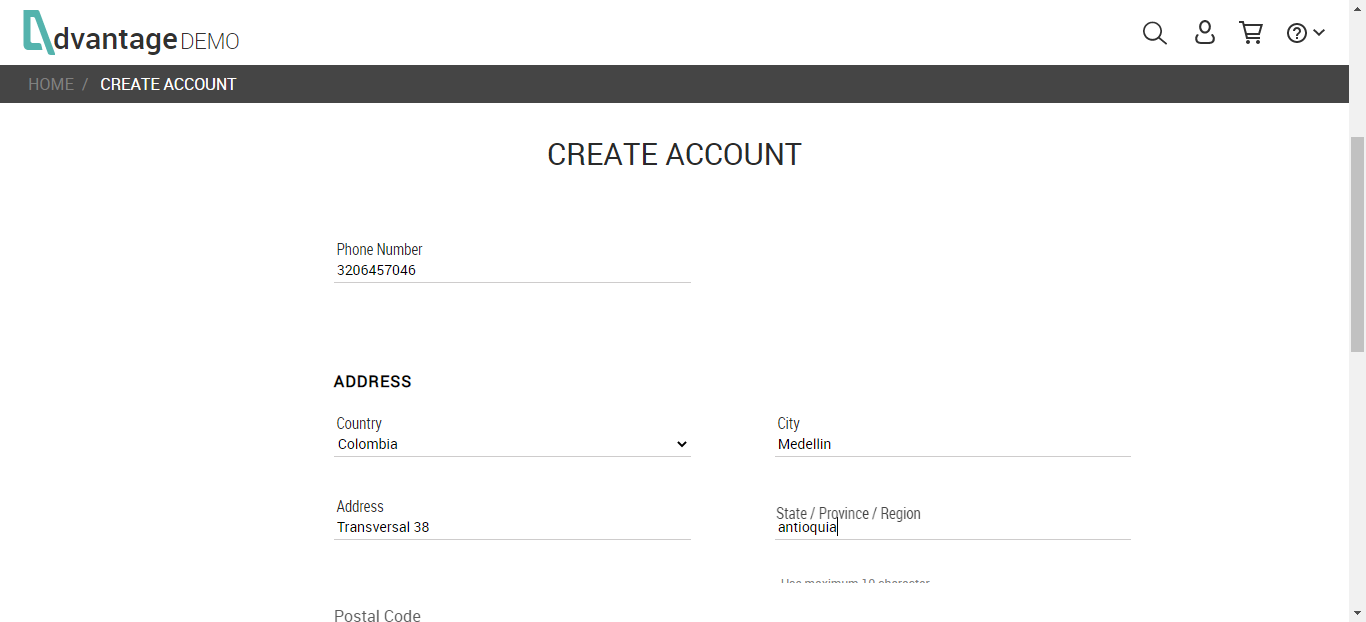 dvantage DEMO
HOME / CREATE ACCOUNT
CREATE ACCOUNT
Phone Number
3206457046
ADDRESS
Country
Colombia
City
Medellin
Address
Transversal 38
State / Province / Region
antioquia
Use maximum 10 character
Postal Code